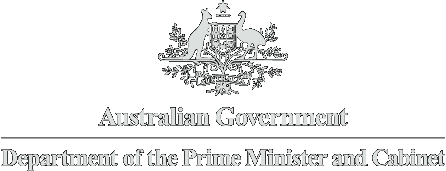 Australian Government
Department of the Prime Minister and Cabinet